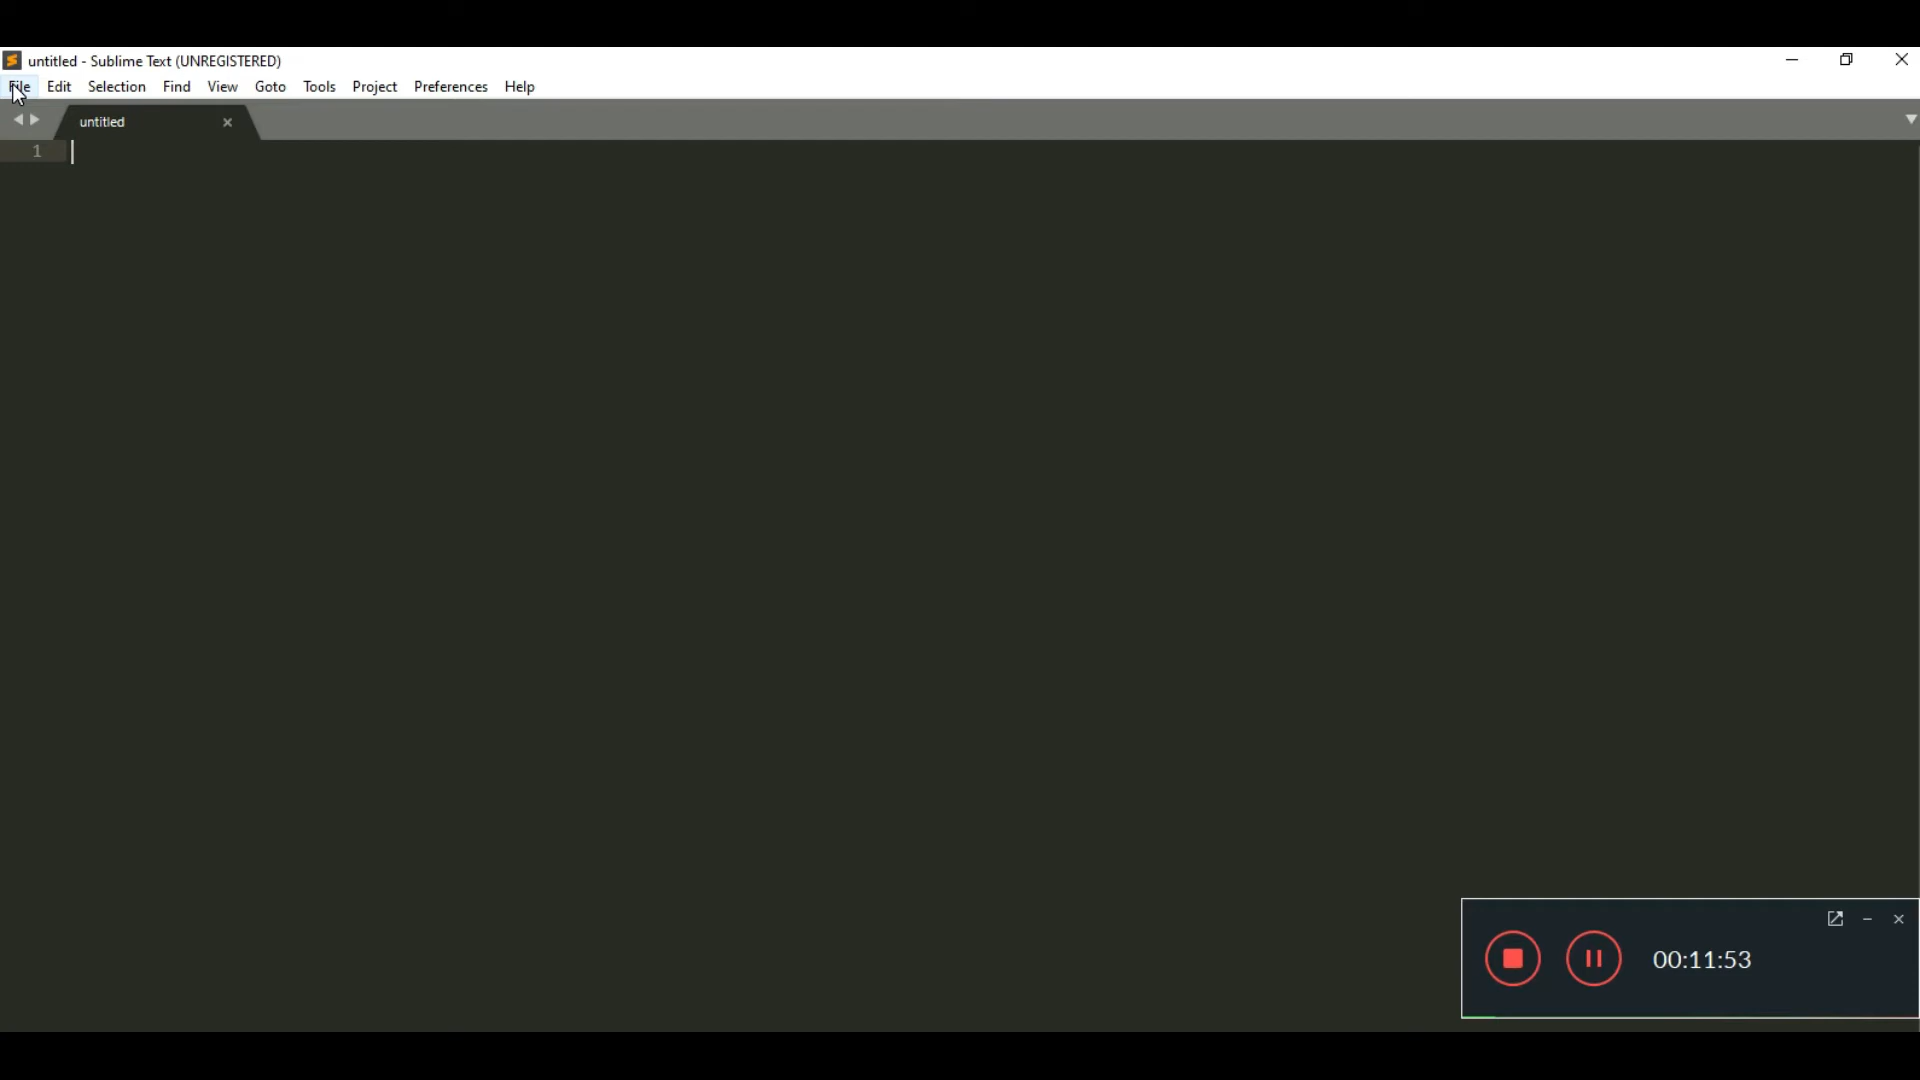 untitled - Sublime Text (UNREGISTERED)
File Edit Selection Find View Goto Tools Project Preferences Help
untitled
1
00:11:53